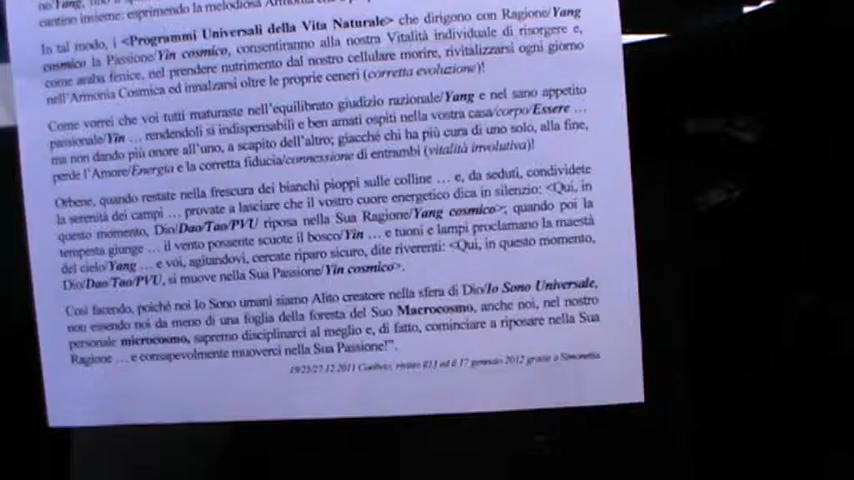 cantino insieme: esprimendo la melodiosa
In tal modo, i <Programmi Universali della Vita Naturale> che dirigono con Ragione/Yang
cosmico la Passione/Yin cosmico, consentiranno alla nostra Vitalità individuale di risorgere e,
come araba fenice, nel prendere nutrimento dal nostro cellulare morire, rivitalizzarsi ogni giorno
nell'Armonia Cosmica ed innalzarsi oltre le proprie ceneri (corretta evoluzione)!
Come vorrei che voi tutti maturaste nell'equilibrato giudizio razionale/Yang e nel sano appetito
passionale/Yin … rendendoli sì indispensabili e ben amati ospiti nella vostra casa/corpo/Essere …
ma non dando più onore all'uno, a scapito dell'altro; giacché chi ha più cura di uno solo, alla fine,
perde l'Amore/Energia e la corretta fiducia/connessione di entrambi (vitalità involutiva)!
Orbene, quando restate nella frescura dei bianchi pioppi sulle colline … e, da seduti, condividete
la serenità dei campi … provate a lasciare che il vostro cuore energetico dica in silenzio: <Qui, in
questo momento, Dio/Dao/Tao/PVU riposa nella Sua Ragione/Yang cosmico>; quando poi la
tempesta giunge … il vento possente scuote il bosco/Yin … e tuoni e lampi proclamano la maestà
del cielo/Yang … e voi, agitandovi, cercate riparo sicuro, dite riverenti: <Qui, in questo momento,
Dio/Dao/Tao/PVU, si muove nella Sua Passione/Yin cosmico>.
Così facendo, poiché noi Io Sono umani siamo Alito creatore nella sfera di Dio/Io Sono Universale,
non essendo noi da meno di una foglia della foresta del Suo Macrocosmo, anche noi, nel nostro
personale microcosmo, sapremo disciplinarci al meglio e, di fatto, cominciare a riposare nella Sua
Ragione … e consapevolmente muoverci nella Sua Passione!".
19/25/27.12.2011 ed il 17 gennaio 2012 grazie a Simonetta